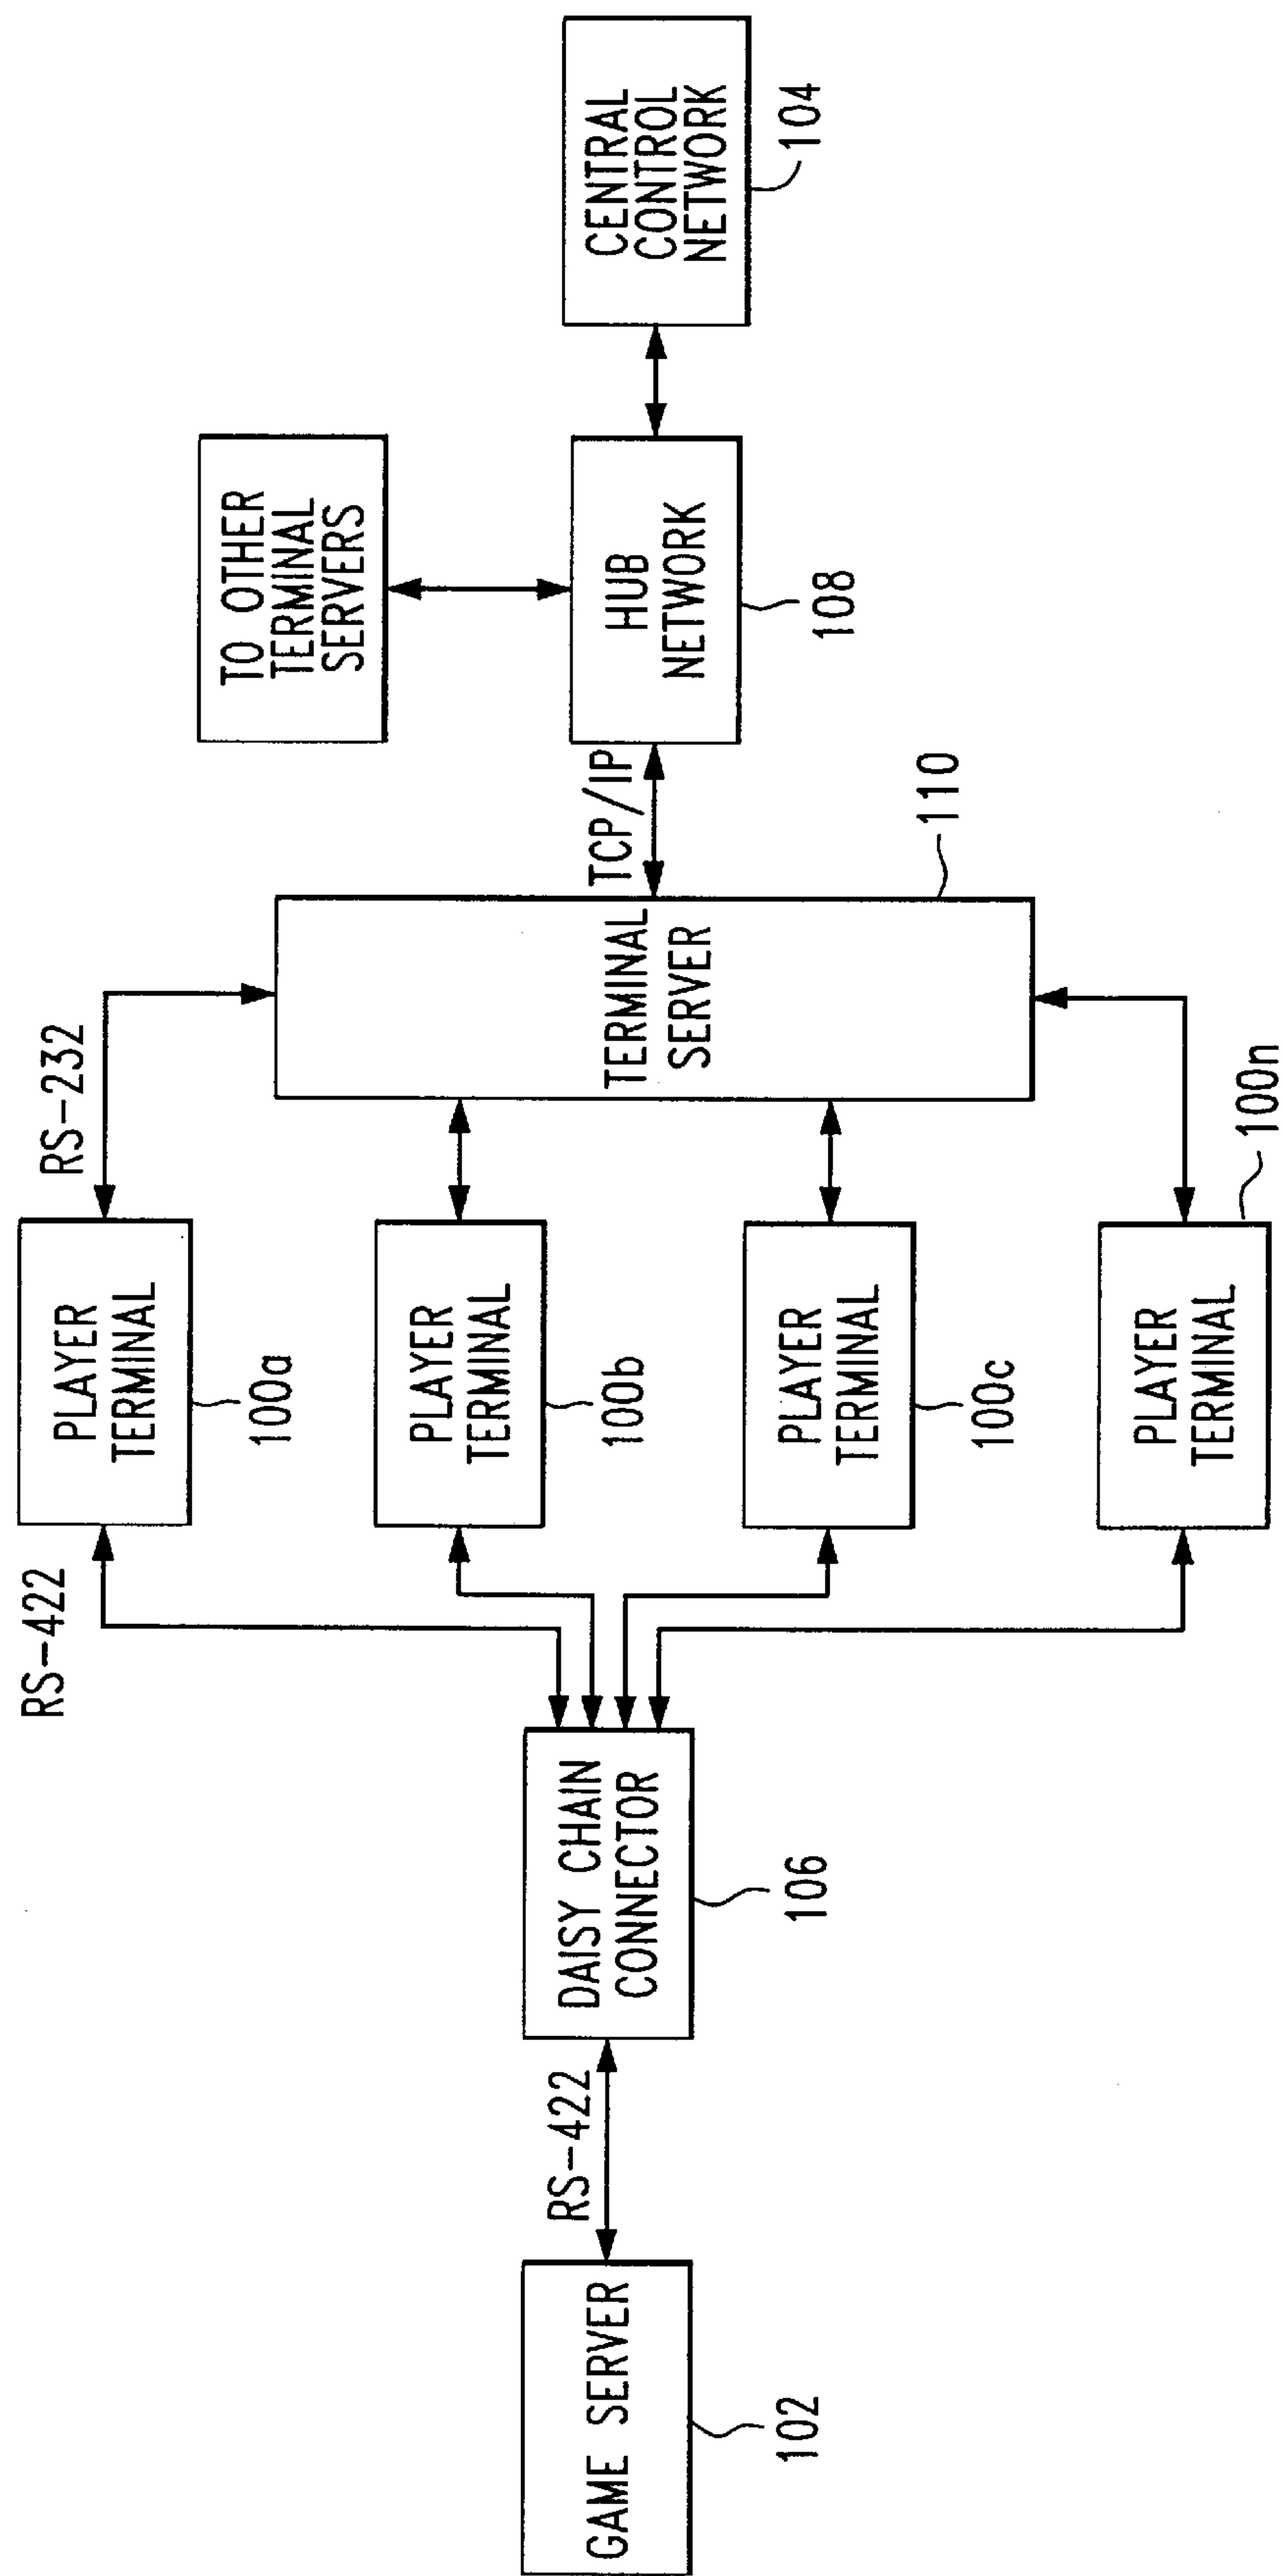 RS-422
PLAYER
TERMINAL
100a
RS-232
TO OTHER
TERMINAL
SERVERS
PLAYER
TERMINAL
100b
GAME SERVER
102
RS-422
DAISY CHAIN
CONNECTOR
106
TERMINAL
SERVER
110
TCP/IP
HUB
NETWORK
108
CENTRAL
CONTROL
NETWORK
104
PLAYER
TERMINAL
100c
PLAYER
TERMINAL
100n